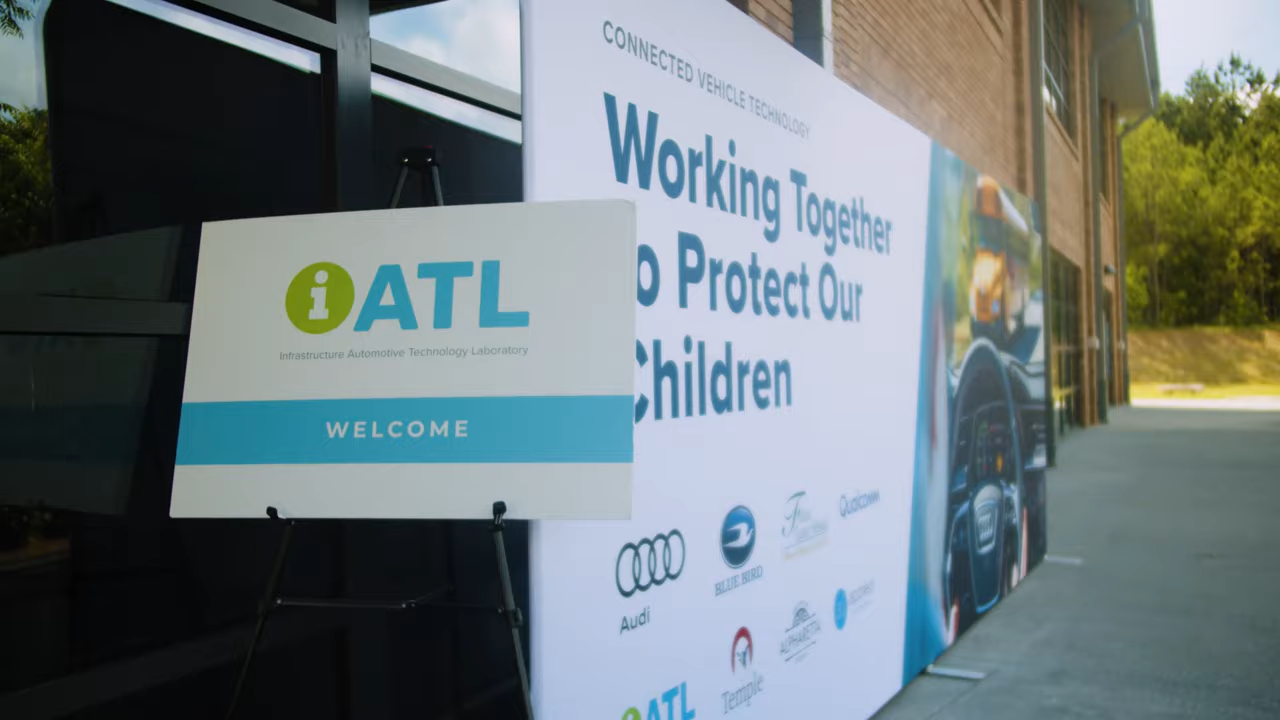 iATL
Infrastructure Automotive Technology Laboratory
WELCOME
CONNECTED VEHICLE TECHNOLOGY
Working Together
o Protect Our
Children
Audi
BLUE BIRD
Qualcomm
ALPHARETTA
Temple
iATL